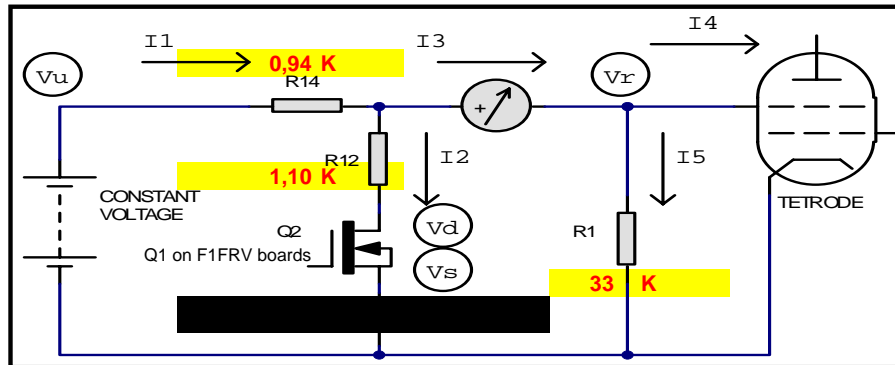 I1
I3
I4
Vu
0,94 K
Vr
R14
+
R12
I2
I5
1,10 K
CONSTANT
VOLTAGE
TETRODE
Q2
Vd
R1
Q1 on F1FRV boards
Vs
33 K